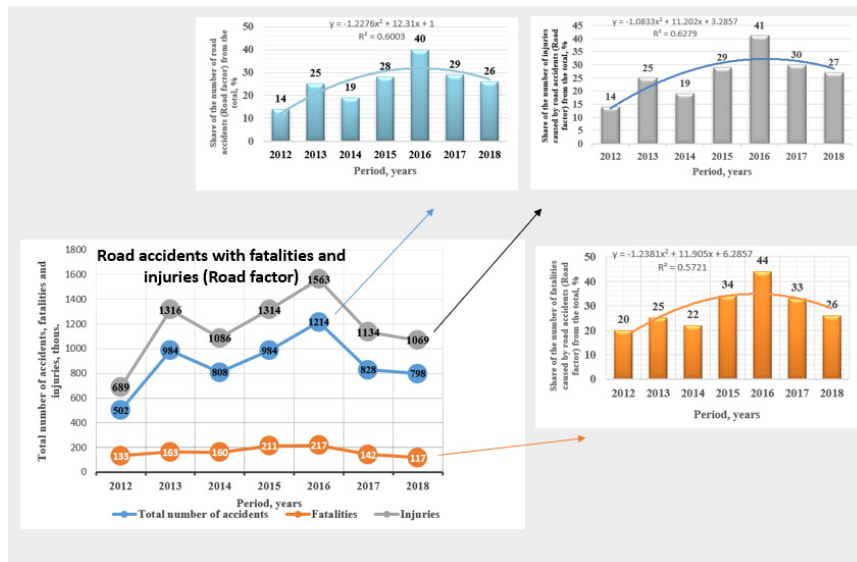 Share of the number of road
accidents (Road factor) from the
total, %
y = -1.2276x² + 12.31x + 1
R² = 0.6003
50
40
30
20
10
0
14
25
19
28
40
29
26
2012 2013 2014 2015 2016 2017 2018
Period, years
Share of the number of injuries
caused by road accidents (Road
factor) from the total, %
y = -1.0833x² + 11.202x + 3.2857
R² = 0.6279
45
40
35
30
25
20
15
10
5
0
14
25
19
29
41
30
27
2012 2013 2014 2015 2016 2017 2018
Period, years
Road accidents with fatalities and
injuries (Road factor)
Total number of accidents, fatalities and
injuries, thous.
1800
1600
1400
1200
1000
800
600
400
200
0
689
1316
1086
1314
1563
1134
1069
502
984
808
984
1214
828
798
133
163
160
211
217
142
117
2012 2013 2014 2015 2016 2017 2018
Period, years
Total number of accidents Fatalities Injuries
Share of the number of fatalities
caused by road accidents (Road
factor) from the total, %
y = -1.2381x² + 11.905x + 6.2857
R² = 0.5721
50
40
30
20
10
0
20
25
22
34
44
33
26
2012 2013 2014 2015 2016 2017 2018
Period, years